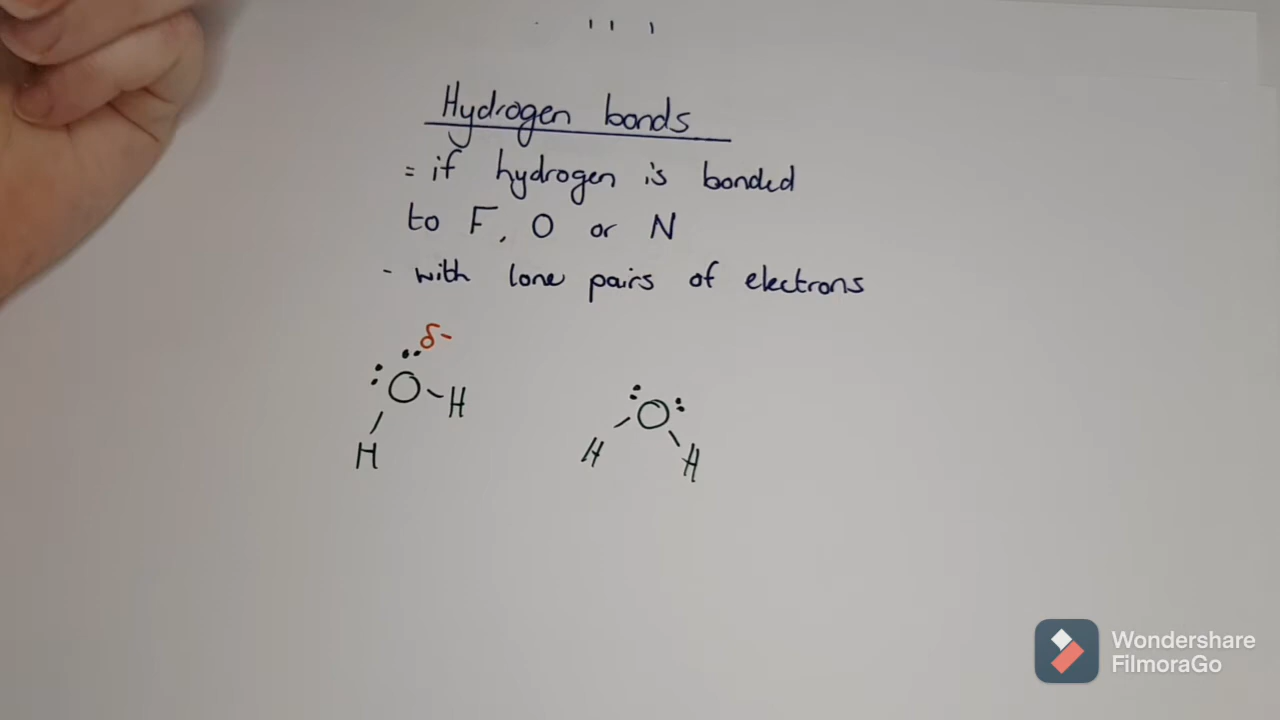 Hydrogen bonds
= if hydrogen is bonded
to F, O or N
- with lone pairs of electrons
δ-
O-H
H
O
H
H
Wondershare
FilmoraGo